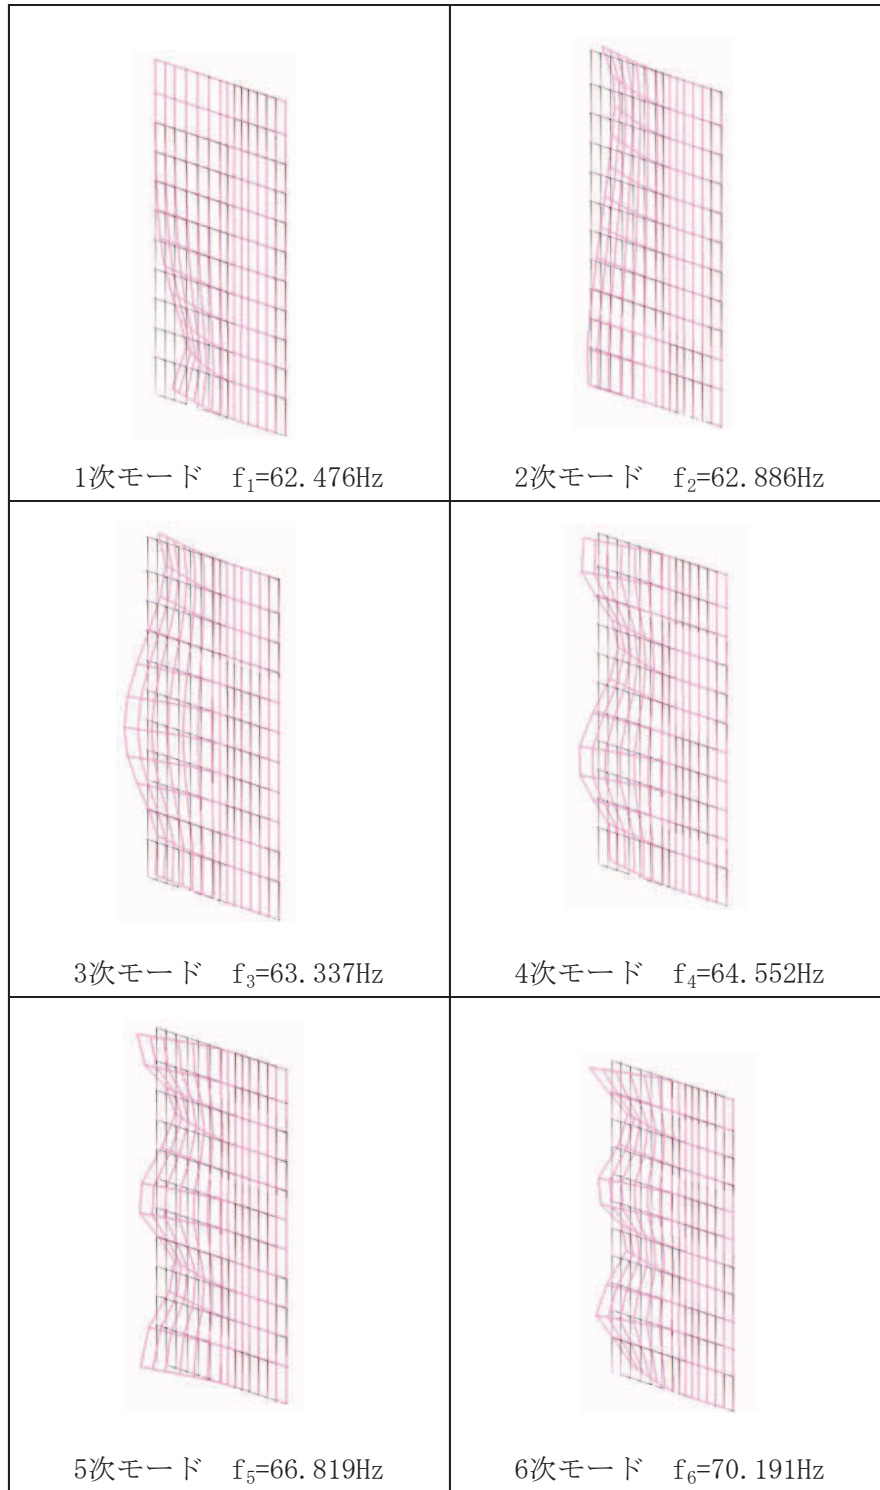 1次モード f₁=62.476Hz
2次モード f₂=62.886Hz
3次モード f₃=63.337Hz
4次モード f₄=64.552Hz
5次モード f₅=66.819Hz
6次モード f₆=70.191Hz